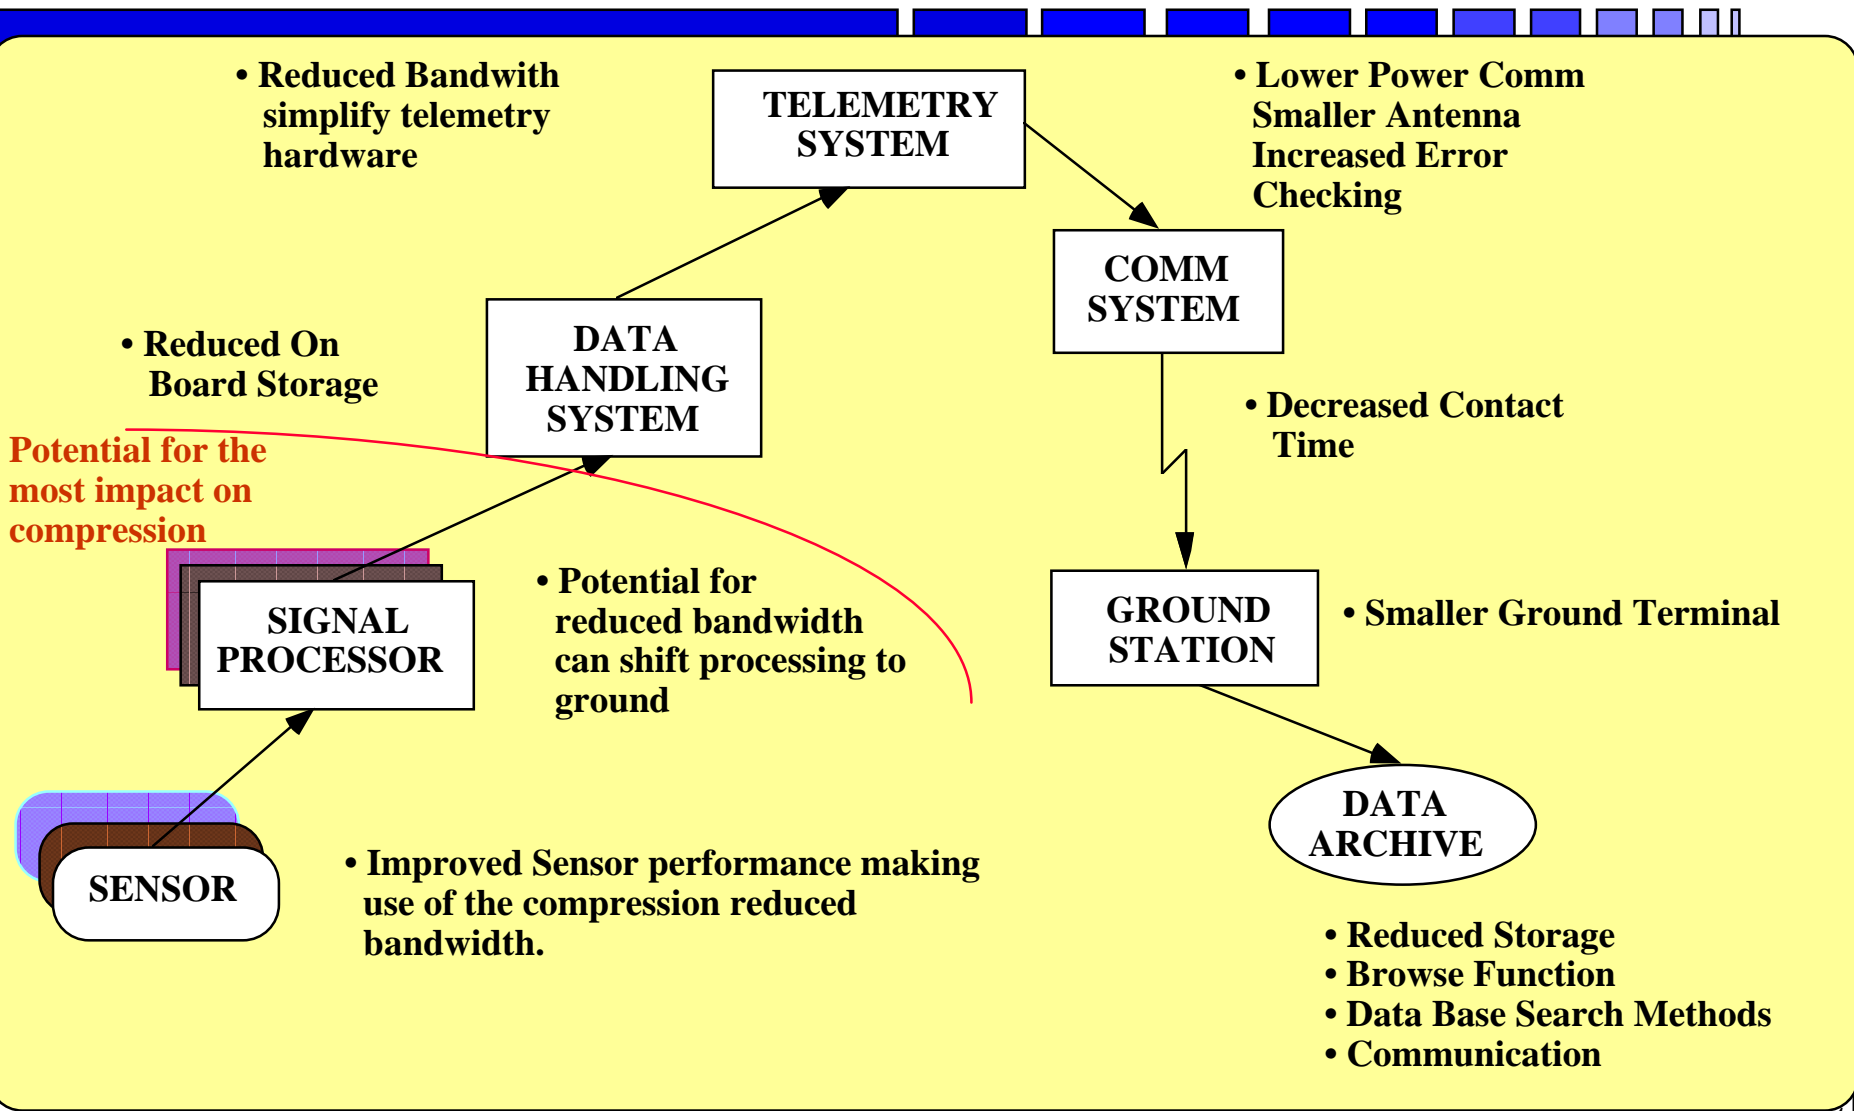 • Reduced Bandwith
simplify telemetry
hardware
TELEMETRY
SYSTEM
• Lower Power Comm
Smaller Antenna
Increased Error
Checking
COMM
SYSTEM
• Reduced On
Board Storage
DATA
HANDLING
SYSTEM
• Decreased Contact
Time
Potential for the
most impact on
compression
SIGNAL
PROCESSOR
• Potential for
reduced bandwidth
can shift processing to
ground
GROUND
STATION
• Smaller Ground Terminal
SENSOR
• Improved Sensor performance making
use of the compression reduced
bandwidth.
DATA
ARCHIVE
• Reduced Storage
• Browse Function
• Data Base Search Methods
• Communication